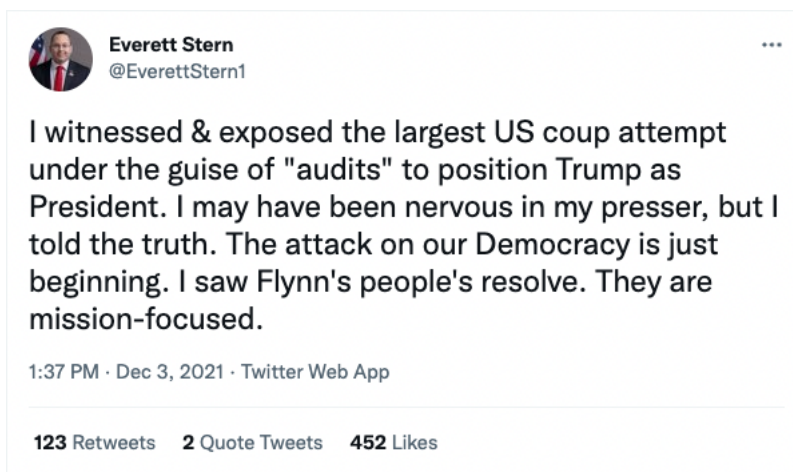 Everett Stern
@EverettStern1
I witnessed & exposed the largest US coup attempt
under the guise of "audits" to position Trump as
President. I may have been nervous in my presser, but I
told the truth. The attack on our Democracy is just
beginning. I saw Flynn's people's resolve. They are
mission-focused.
1:37 PM · Dec 3, 2021 · Twitter Web App
123 Retweets 2 Quote Tweets 452 Likes